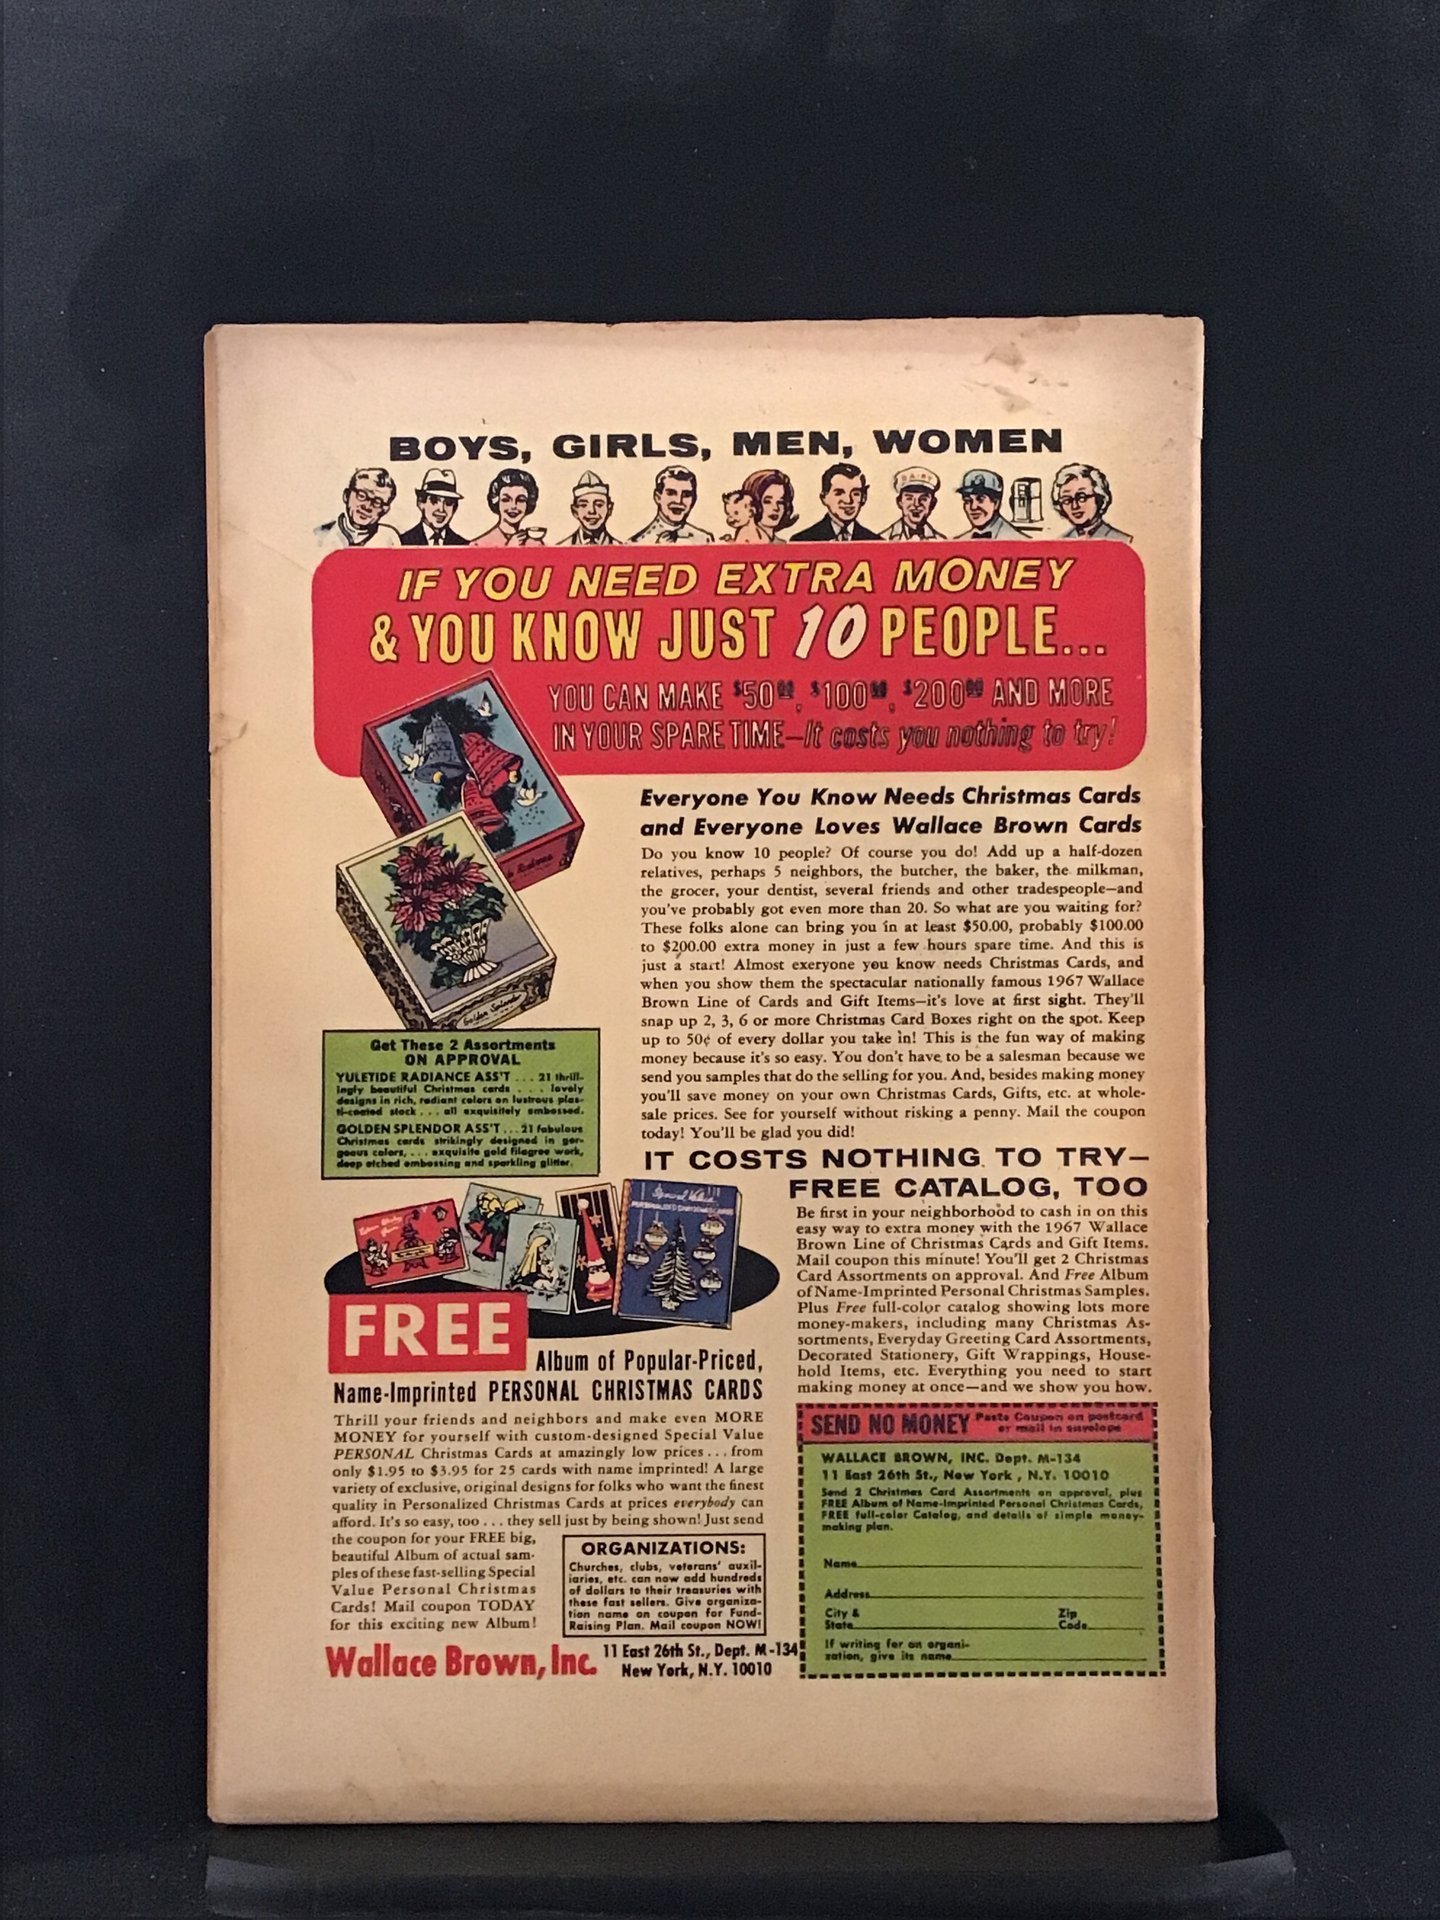 BOYS, GIRLS, MEN, WOMEN
DAIRY
IF YOU NEED EXTRA MONEY
& YOU KNOW JUST 10 PEOPLE...
YOU CAN MAKE $50.00, $100.00, $200.00 AND MORE
IN YOUR SPARE TIME—It costs you nothing to try!
Everyone You Know Needs Christmas Cards
and Everyone Loves Wallace Brown Cards
Do you know 10 people? Of course you do! Add up a half-dozen
relatives, perhaps 5 neighbors, the butcher, the baker, the milkman,
the grocer, your dentist, several friends and other tradespeople—and
you've probably got even more than 20. So what are you waiting for?
These folks alone can bring you in at least $50.00, probably $100.00
to $200.00 extra money in just a few hours spare time. And this is
just a start! Almost exeryone you know needs Christmas Cards, and
when you show them the spectacular nationally famous 1967 Wallace
Brown Line of Cards and Gift Items—it's love at first sight. They'll
snap up 2, 3, 6 or more Christmas Card Boxes right on the spot. Keep
up to 50¢ of every dollar you take in! This is the fun way of making
money because it's so easy. You don't have to be a salesman because we
send you samples that do the selling for you. And, besides making money
you'll save money on your own Christmas Cards, Gifts, etc. at whole-
sale prices. See for yourself without risking a penny. Mail the coupon
today! You'll be glad you did!
Radiance
Golden Splendor
Get These 2 Assortments
ON APPROVAL
YULETIDE RADIANCE ASS'T . . . 21 thrill-
ingly beautiful Christmas cards . . . lovely
designs in rich, radiant colors on lustrous plas-
ti-coated stock . . . all exquisitely embossed.
GOLDEN SPLENDOR ASS'T . . . 21 fabulous
Christmas cards strikingly designed in gor-
geous colors, . . . exquisite gold filagree work,
deep etched embossing and sparkling glitter.
IT COSTS NOTHING TO TRY—
FREE CATALOG, TOO
Be first in your neighborhood to cash in on this
easy way to extra money with the 1967 Wallace
Brown Line of Christmas Cards and Gift Items.
Mail coupon this minute! You'll get 2 Christmas
Card Assortments on approval. And Free Album
of Name-Imprinted Personal Christmas Samples.
Plus Free full-color catalog showing lots more
money-makers, including many Christmas As-
sortments, Everyday Greeting Card Assortments,
Decorated Stationery, Gift Wrappings, House-
hold Items, etc. Everything you need to start
making money at once—and we show you how.
Special Value
PERSONALIZED CHRISTMAS CARDS
FREE
Album of Popular-Priced,
Name-Imprinted PERSONAL CHRISTMAS CARDS
Thrill your friends and neighbors and make even MORE
MONEY for yourself with custom-designed Special Value
PERSONAL Christmas Cards at amazingly low prices . . . from
only $1.95 to $3.95 for 25 cards with name imprinted! A large
variety of exclusive, original designs for folks who want the finest
quality in Personalized Christmas Cards at prices everybody can
afford. It's so easy, too . . . they sell just by being shown! Just send
the coupon for your FREE big,
beautiful Album of actual sam-
ples of these fast-selling Special
Value Personal Christmas
Cards! Mail coupon TODAY
for this exciting new Album!
ORGANIZATIONS:
Churches, clubs, veterans' auxil-
iaries, etc. can now add hundreds
of dollars to their treasuries with
these fast sellers. Give organiza-
tion name on coupon for Fund-
Raising Plan. Mail coupon NOW!
Wallace Brown, Inc. 11 East 26th St., Dept. M-134
New York, N.Y. 10010
SEND NO MONEY Paste Coupon on postcard
or mail in envelope
WALLACE BROWN, INC. Dept. M-134
11 East 26th St., New York , N.Y. 10010
Send 2 Christmas Card Assortments on approval, plus
FREE Album of Name-Imprinted Personal Christmas Cards,
FREE full-color Catalog, and details of simple money-
making plan.
Name
Address
City & Zip
State Code
If writing for an organi-
zation, give its name